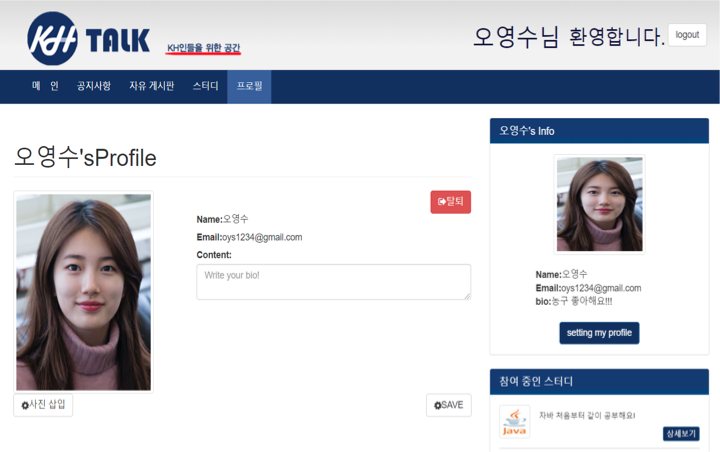 KH TALK KH인들을 위한 공간
오영수님 환영합니다.
logout
메 인 공지사항 자유 게시판 스터디 프로필
오영수'sProfile
탈퇴
Name:오영수
Email:oys1234@gmail.com
Content:
Write your bio!
사진 삽입
SAVE
오영수's Info
Name:오영수
Email:oys1234@gmail.com
bio:농구 좋아해요!!!
setting my profile
참여 중인 스터디
Java
자바 처음부터 같이 공부해요!
상세보기